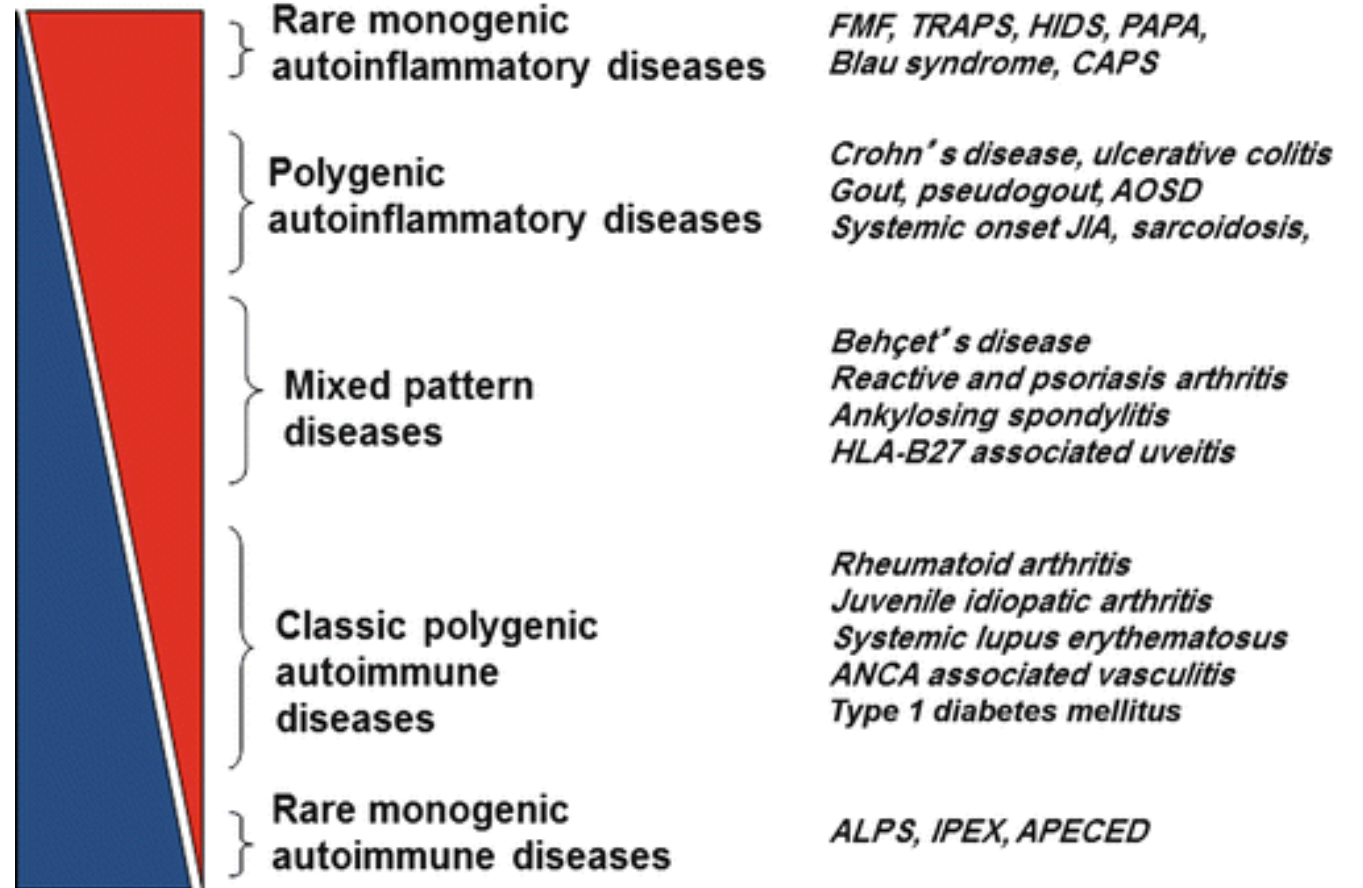 Rare monogenic
autoinflammatory diseases
FMF, TRAPS, HIDS, PAPA,
Blau syndrome, CAPS
Polygenic
autoinflammatory diseases
Crohn's disease, ulcerative colitis
Gout, pseudogout, AOSD
Systemic onset JIA, sarcoidosis,
Mixed pattern
diseases
Behçet's disease
Reactive and psoriasis arthritis
Ankylosing spondylitis
HLA-B27 associated uveitis
Classic polygenic
autoimmune
diseases
Rheumatoid arthritis
Juvenile idiopatic arthritis
Systemic lupus erythematosus
ANCA associated vasculitis
Type 1 diabetes mellitus
Rare monogenic
autoimmune diseases
ALPS, IPEX, APECED